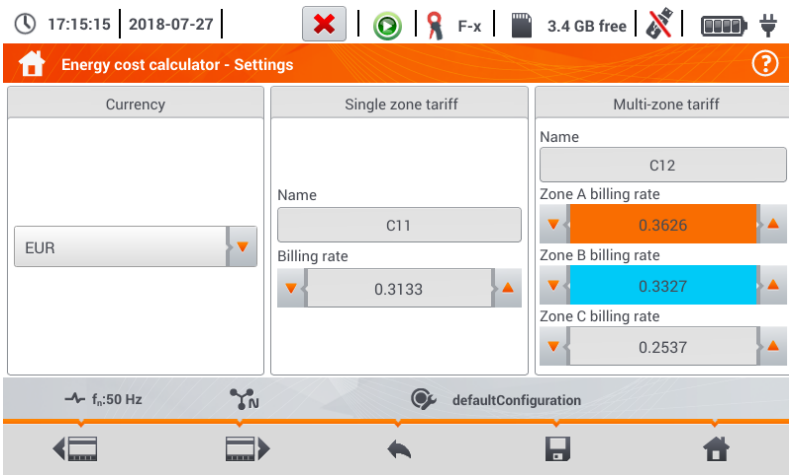 17:15:15 2018-07-27 F-x 3.4 GB free
Energy cost calculator - Settings ?
Currency
EUR
Single zone tariff
Name
C11
Billing rate
0.3133
Multi-zone tariff
Name
C12
Zone A billing rate
0.3626
Zone B billing rate
0.3327
Zone C billing rate
0.2537
fn:50 Hz N defaultConfiguration